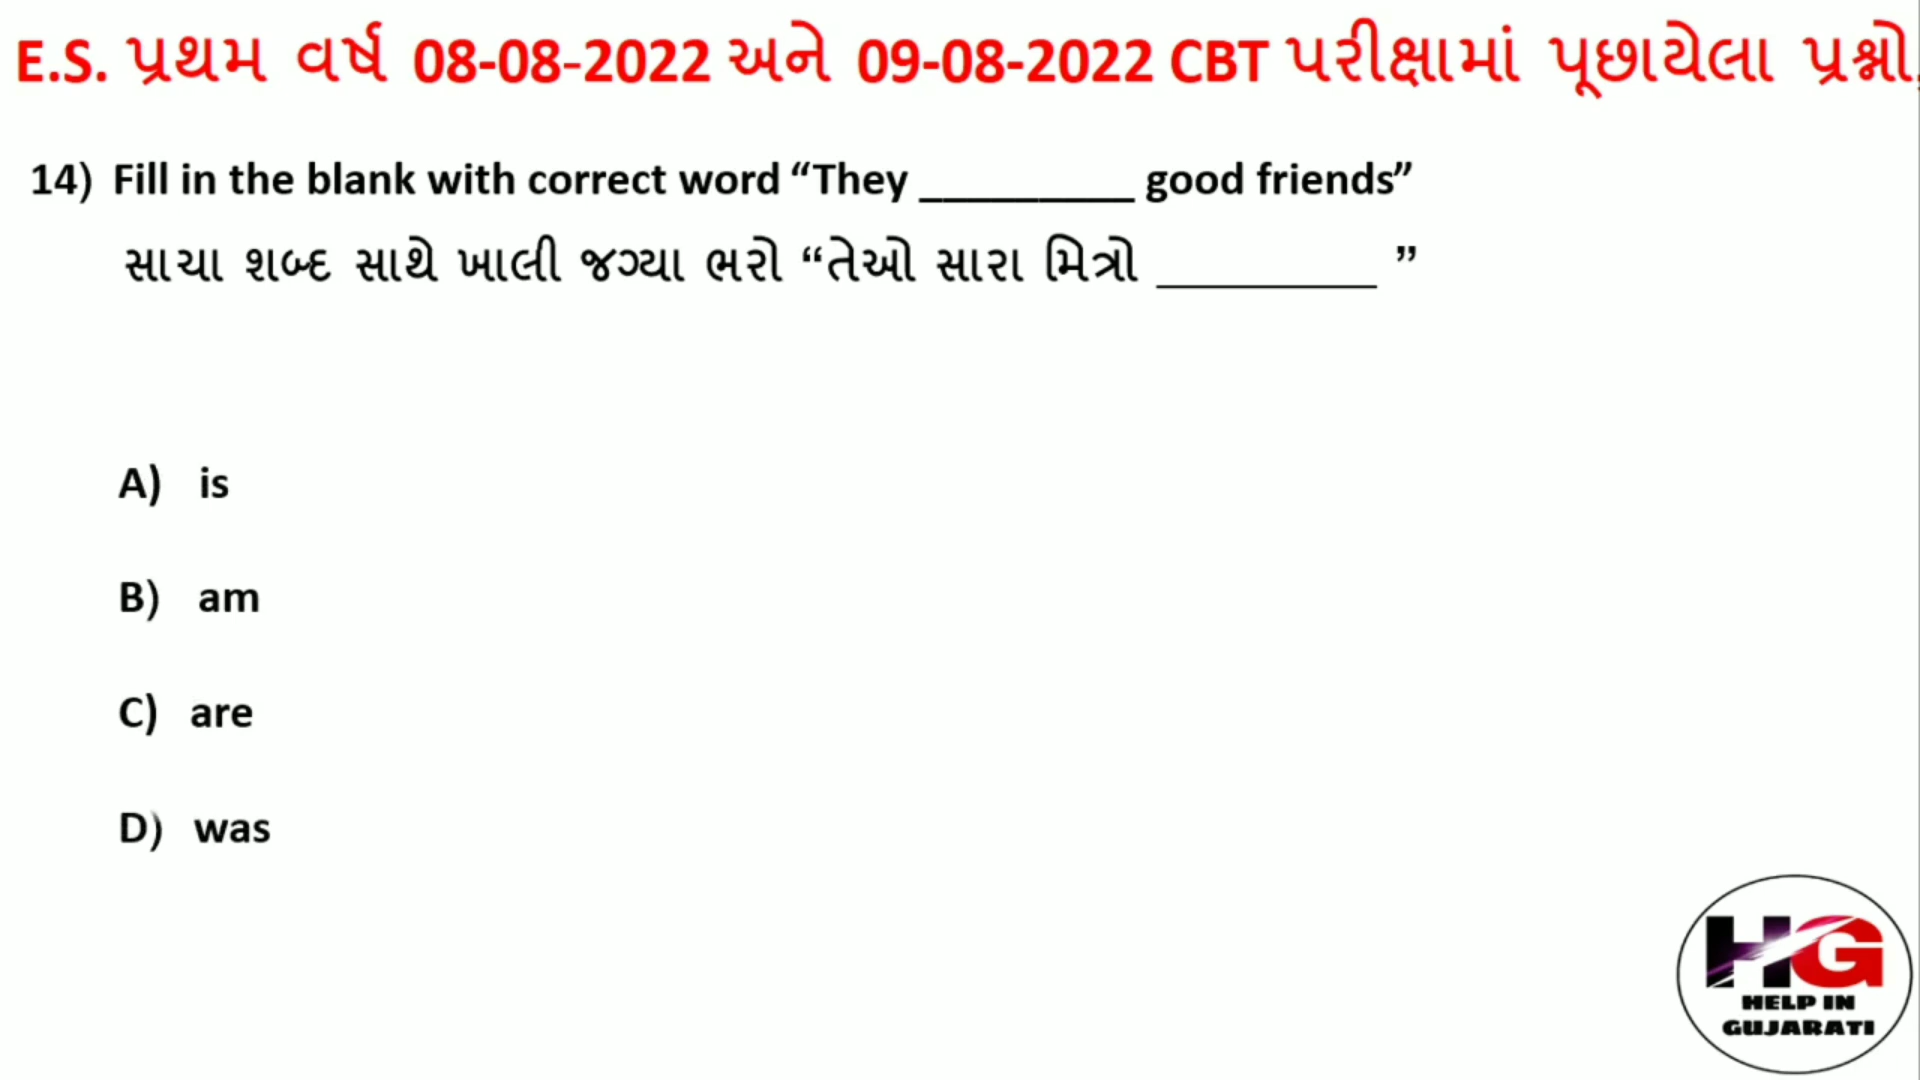 E.S. પ્રથમ વર્ષ 08-08-2022 અને 09-08-2022 CBT પરીક્ષામાં પૂછાયેલા પ્રશ્નો,
14) Fill in the blank with correct word “They _________ good friends”
સાચા શબ્દ સાથે ખાલી જગ્યા ભરો “તેઓ સારા મિત્રો _________ ”
A) is
B) am
C) are
D) was
HG
HELP IN
GUJARATI